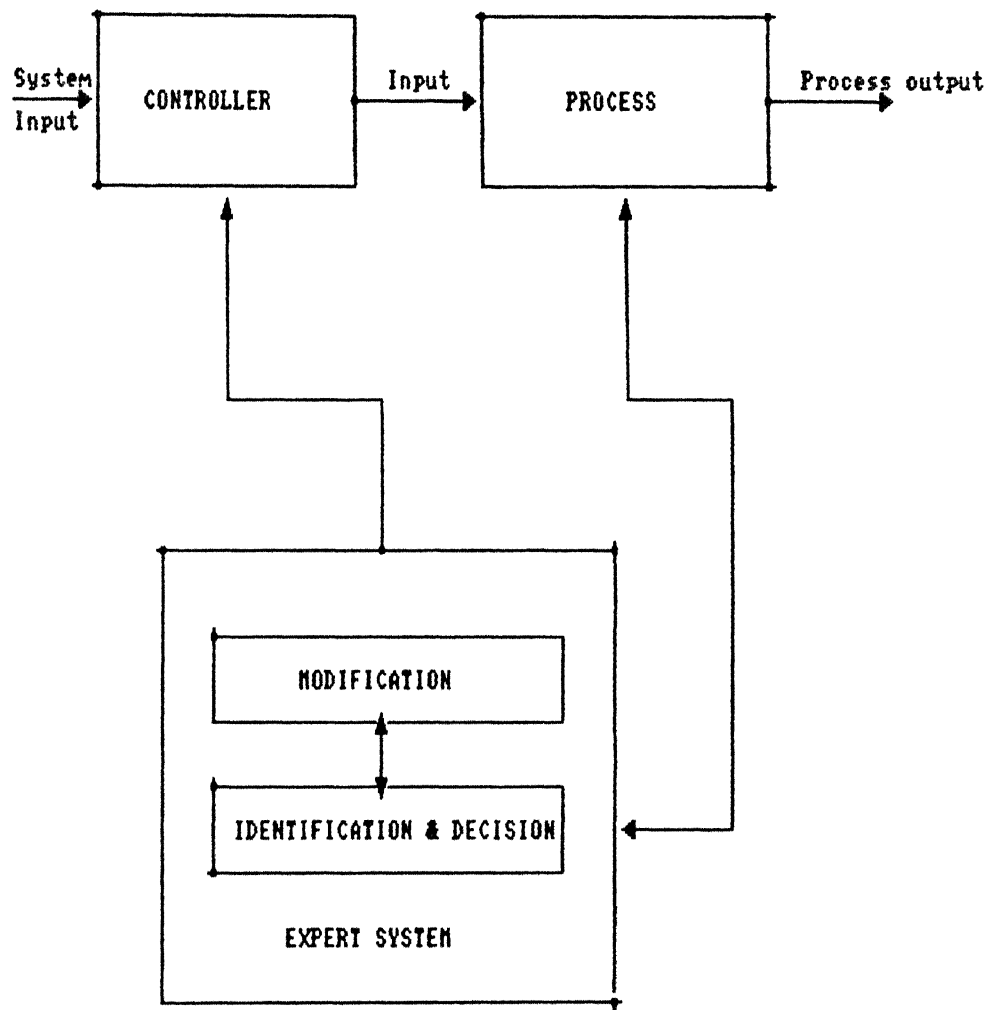 System
Input
CONTROLLER
Input
PROCESS
Process output
MODIFICATION
IDENTIFICATION & DECISION
EXPERT SYSTEM